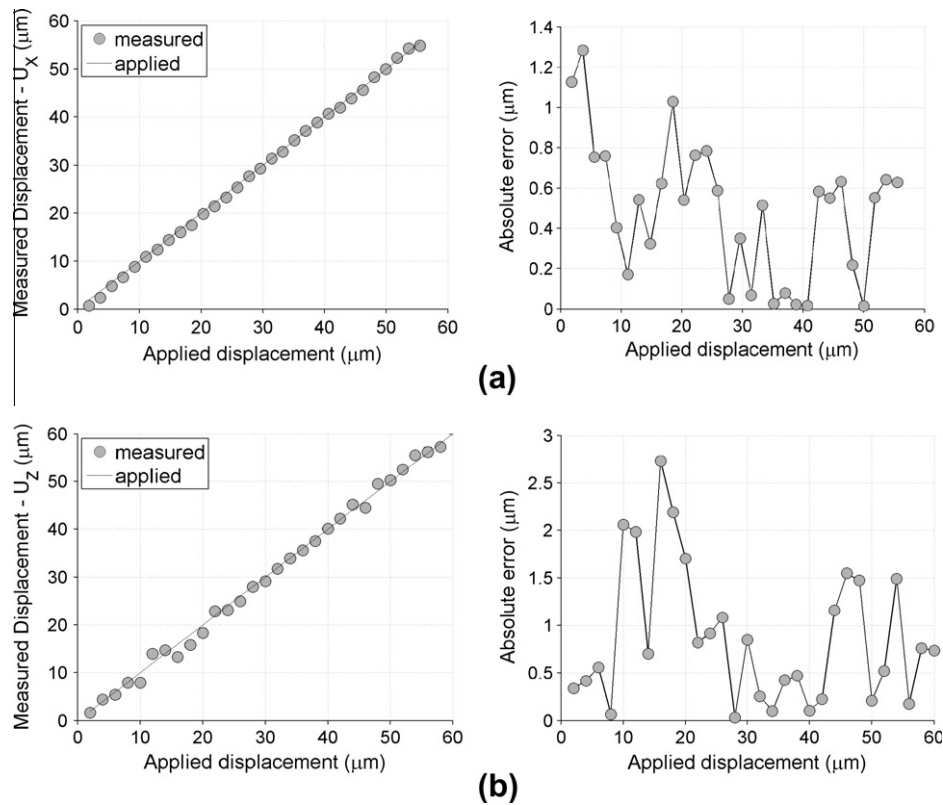 Measured Displacement - U_X (μm)
60
50
40
30
20
10
0
measured
applied
0 10 20 30 40 50 60
Applied displacement (μm)
Absolute error (μm)
1.4
1.2
1
0.8
0.6
0.4
0.2
0
0 10 20 30 40 50 60
Applied displacement (μm)
(a)
Measured Displacement - U_Z (μm)
60
50
40
30
20
10
0
measured
applied
0 10 20 30 40 50 60
Applied displacement (μm)
Absolute error (μm)
3
2.5
2
1.5
1
0.5
0
0 10 20 30 40 50 60
Applied displacement (μm)
(b)